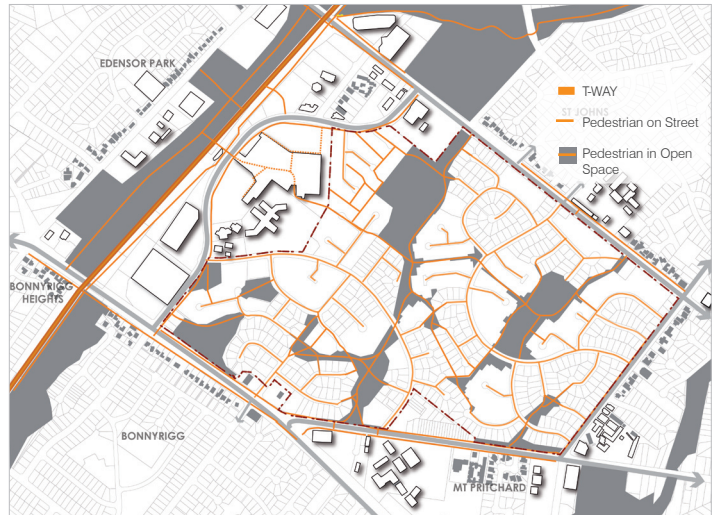 EDENSOR PARK
T-WAY
ST JOHNS
Pedestrian on Street
Pedestrian in Open
Space
BONNYRIGG
HEIGHTS
BONNYRIGG
MT PRITCHARD